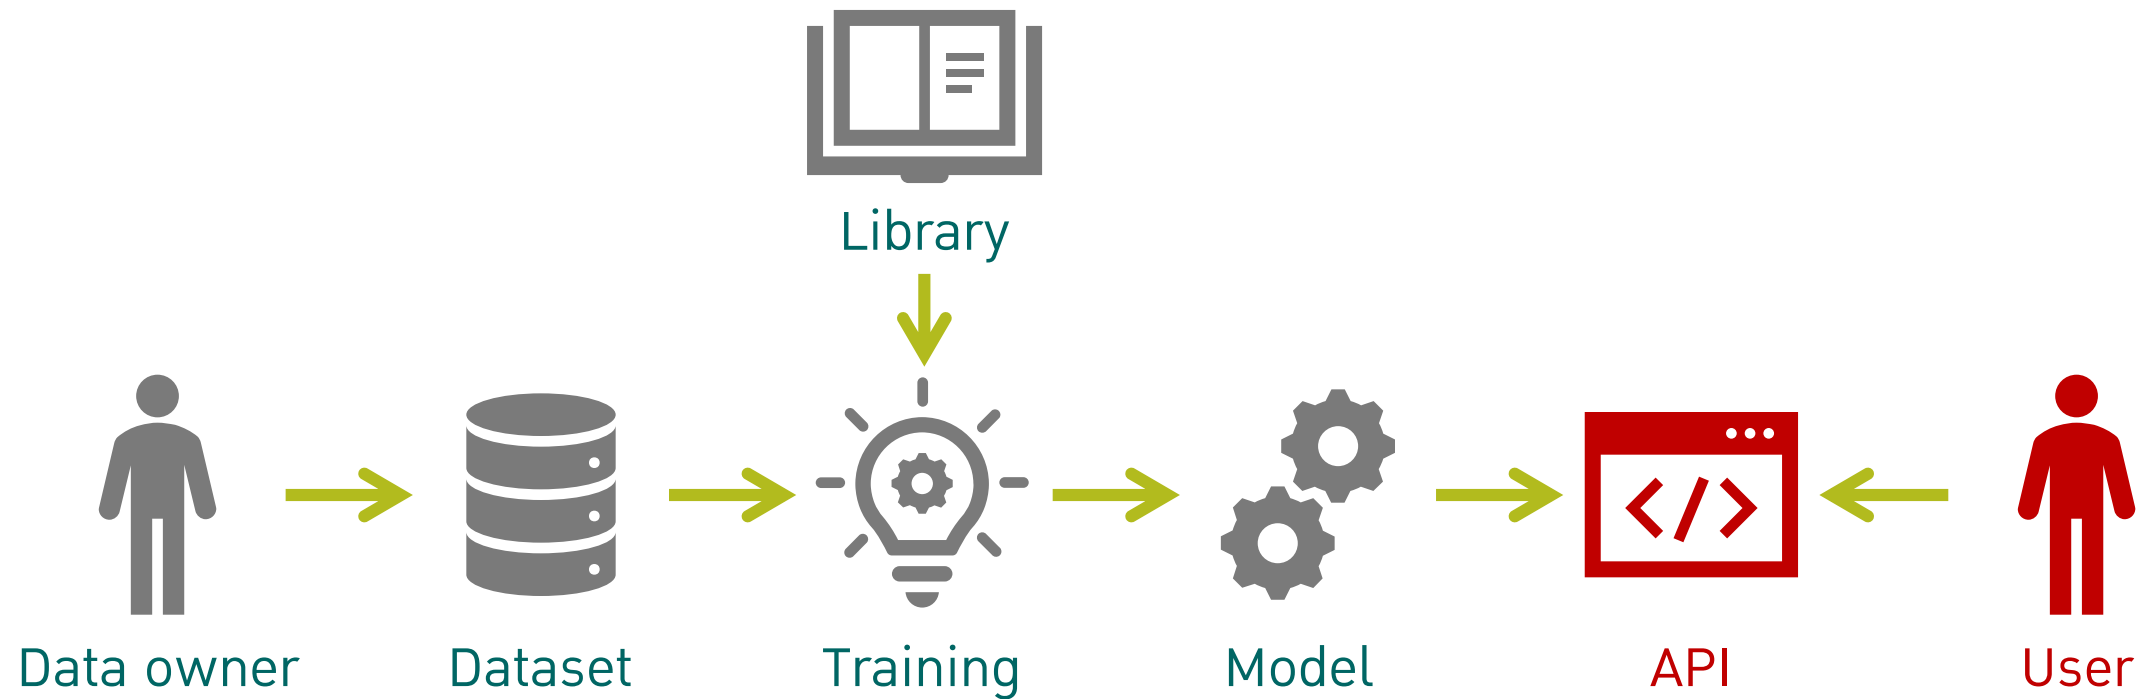 Library
Data owner
Dataset
Training
Model
API
User